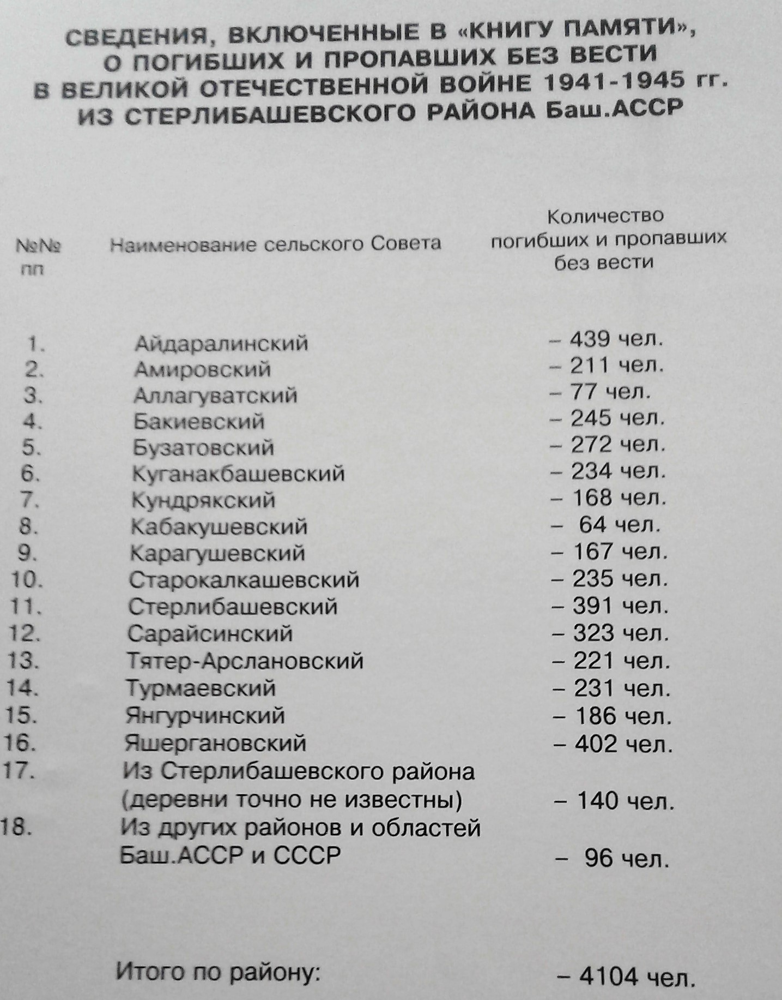 СВЕДЕНИЯ, ВКЛЮЧЕННЫЕ В «КНИГУ ПАМЯТИ»,
О ПОГИБШИХ И ПРОПАВШИХ БЕЗ ВЕСТИ
В ВЕЛИКОЙ ОТЕЧЕСТВЕННОЙ ВОЙНЕ 1941-1945 гг.
ИЗ СТЕРЛИБАШЕВСКОГО РАЙОНА Баш.АССР
№№ Наименование сельского Совета Количество
пп погибших и пропавших
без вести
1. Айдаралинский – 439 чел.
2. Амировский – 211 чел.
3. Аллагуватский – 77 чел.
4. Бакиевский – 245 чел.
5. Бузатовский – 272 чел.
6. Куганакбашевский – 234 чел.
7. Кундрякский – 168 чел.
8. Кабакушевский – 64 чел.
9. Карагушевский – 167 чел.
10. Старокалкашевский – 235 чел.
11. Стерлибашевский – 391 чел.
12. Сарайсинский – 323 чел.
13. Тятер-Арслановский – 221 чел.
14. Турмаевский – 231 чел.
15. Янгурчинский – 186 чел.
16. Яшергановский – 402 чел.
17. Из Стерлибашевского района
(деревни точно не известны) – 140 чел.
18. Из других районов и областей
Баш.АССР и СССР – 96 чел.
Итого по району: – 4104 чел.